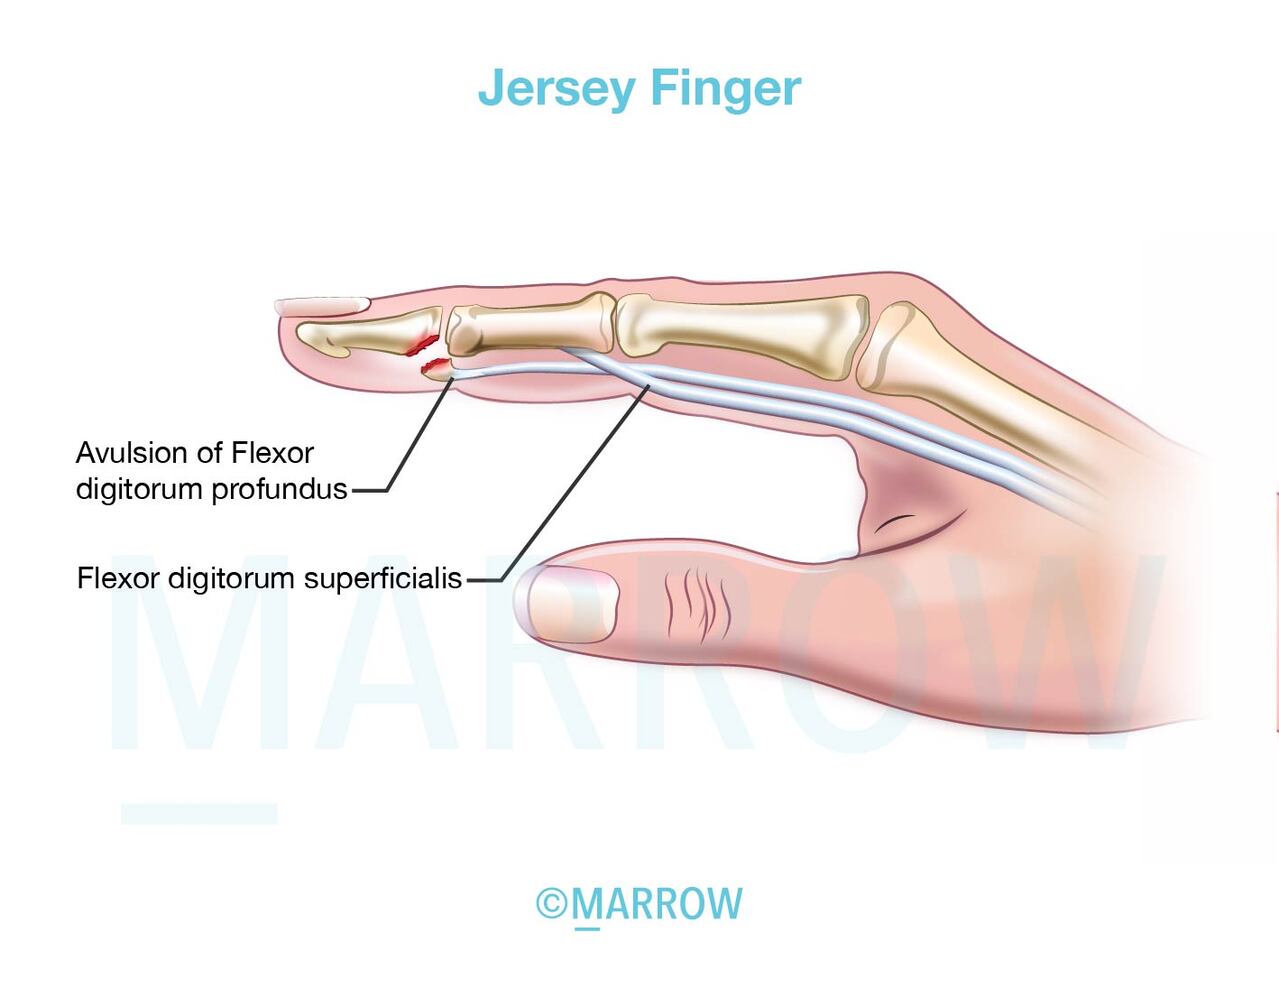 Jersey Finger
Avulsion of Flexor
digitorum profundus
Flexor digitorum superficialis
MARROW
©MARROW